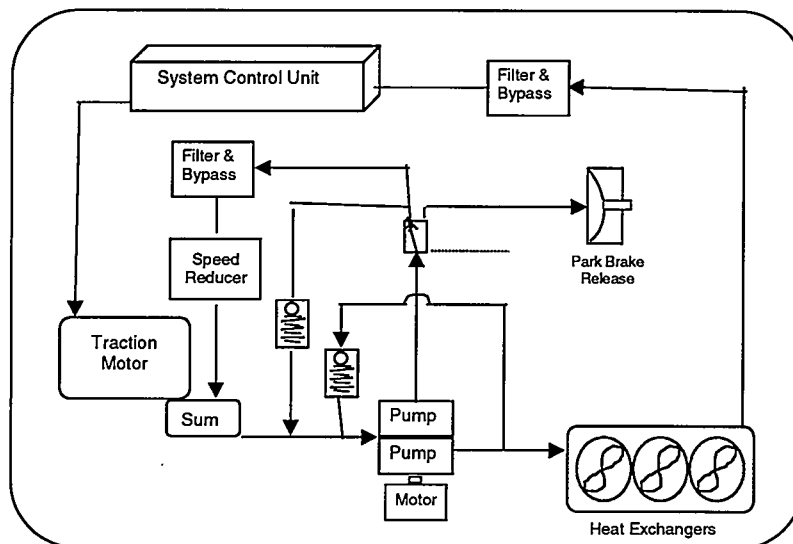 System Control Unit
Filter &
Bypass
Filter &
Bypass
Speed
Reducer
Park Brake
Release
Traction
Motor
Sum
Pump
Pump
Motor
Heat Exchangers